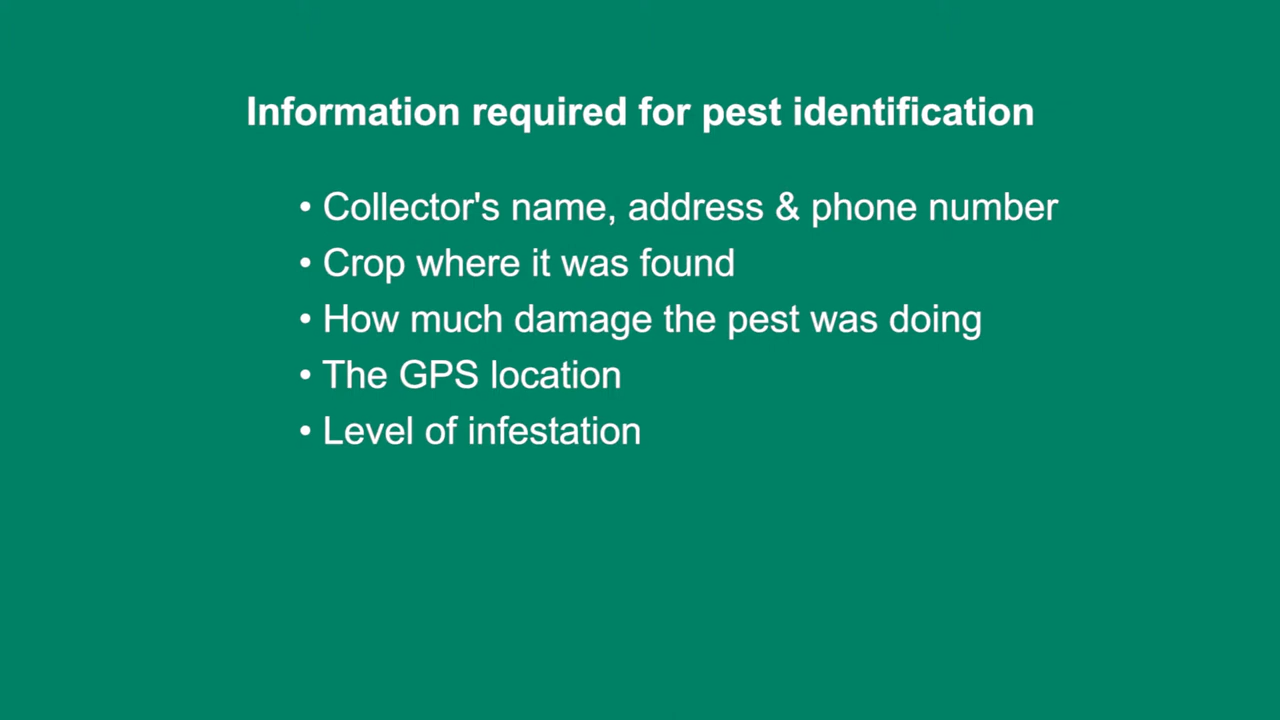 Information required for pest identification
• Collector's name, address & phone number
• Crop where it was found
• How much damage the pest was doing
• The GPS location
• Level of infestation